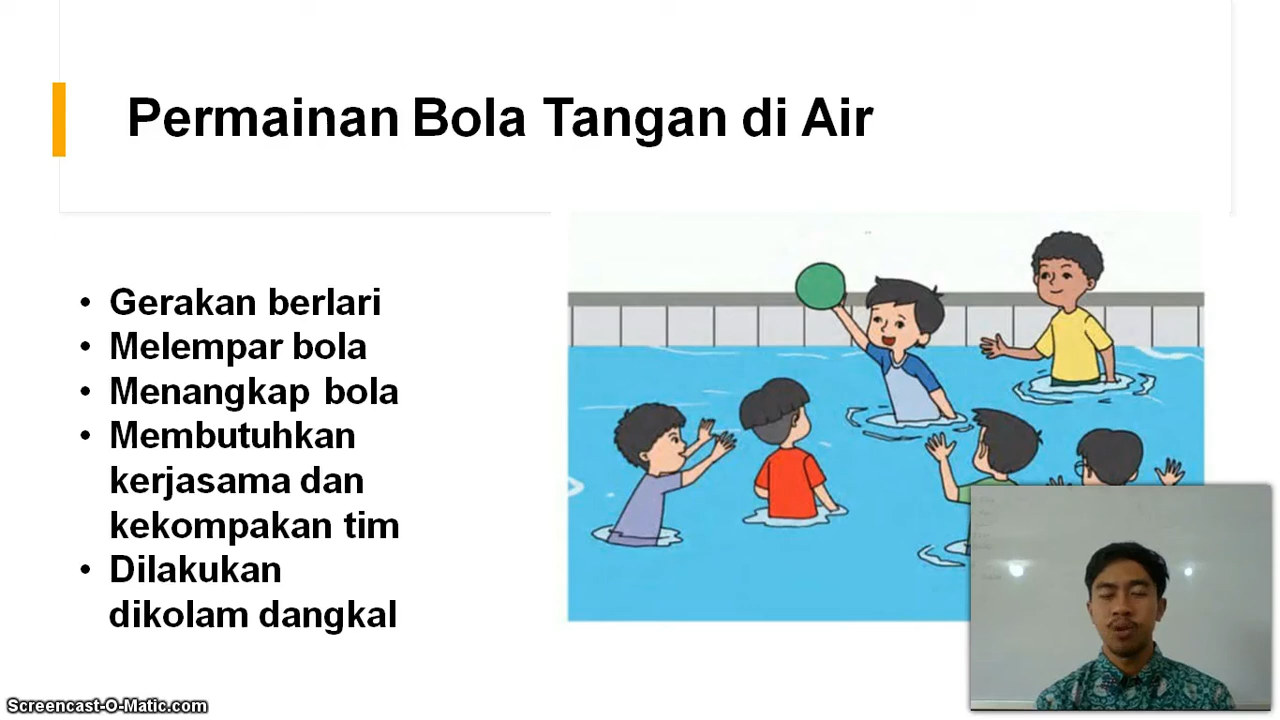 Permainan Bola Tangan di Air
• Gerakan berlari
• Melempar bola
• Menangkap bola
• Membutuhkan
kerjasama dan
kekompakan tim
• Dilakukan
dikolam dangkal
Screencast-O-Matic.com